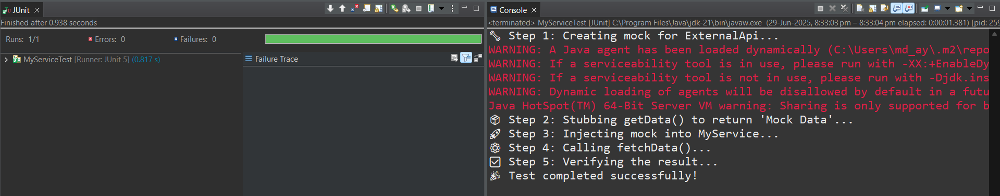 JUnit
Finished after 0.938 seconds
Runs: 1/1
Errors: 0
Failures: 0
MyServiceTest [Runner: JUnit 5] (0.817 s)
Failure Trace
Console
<terminated> MyServiceTest [JUnit] C:\Program Files\Java\jdk-21\bin\javaw.exe (29-Jun-2025, 8:33:03 pm – 8:33:04 pm elapsed: 0:00:01.381) [pid: 259
Step 1: Creating mock for ExternalApi...
WARNING: A Java agent has been loaded dynamically (C:\Users\md_ay\.m2\repo
WARNING: If a serviceability tool is in use, please run with -XX:+EnableDy
WARNING: If a serviceability tool is not in use, please run with -Djdk.ins
WARNING: Dynamic loading of agents will be disallowed by default in a futu
Java HotSpot(TM) 64-Bit Server VM warning: Sharing is only supported for b
Step 2: Stubbing getData() to return 'Mock Data'...
Step 3: Injecting mock into MyService...
Step 4: Calling fetchData()...
Step 5: Verifying the result...
Test completed successfully!